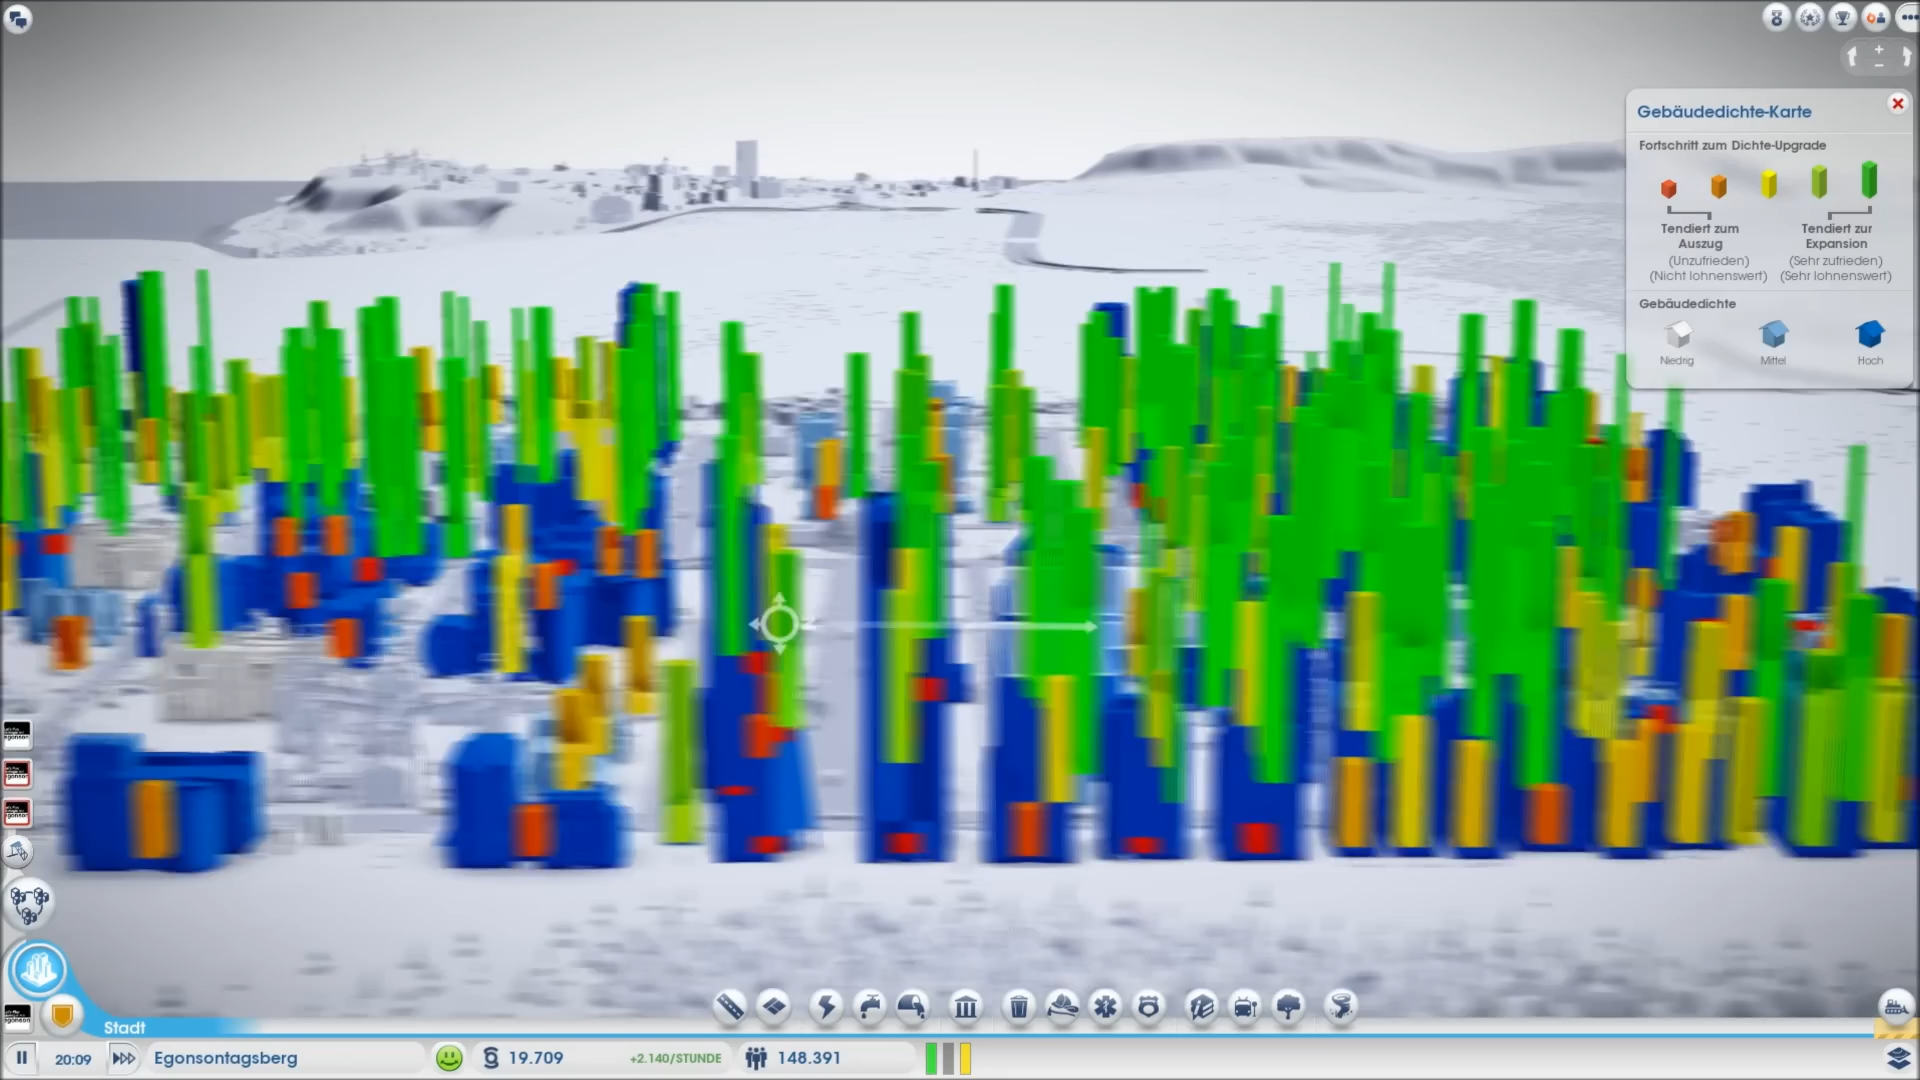 Gebäudedichte-Karte
Fortschritt zum Dichte-Upgrade
Tendiert zum
Auszug
(Unzufrieden)
(Nicht lohnenswert)
Tendiert zur
Expansion
(Sehr zufrieden)
(Sehr lohnenswert)
Gebäudedichte
Niedrig
Mittel
Hoch
Stadt
20:09
Egonsontagsberg
19.709
+2.140/STUNDE
148.391